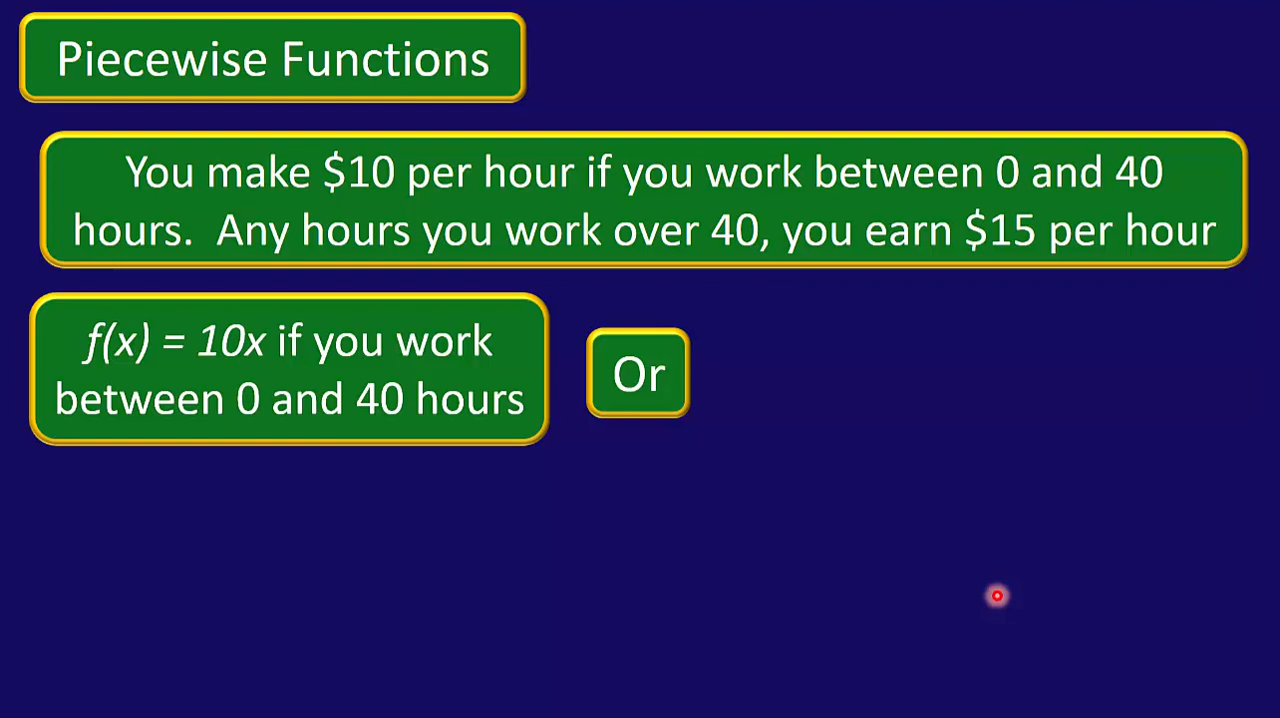 Piecewise Functions
You make $10 per hour if you work between 0 and 40
hours.  Any hours you work over 40, you earn $15 per hour
f(x) = 10x if you work
between 0 and 40 hours
Or